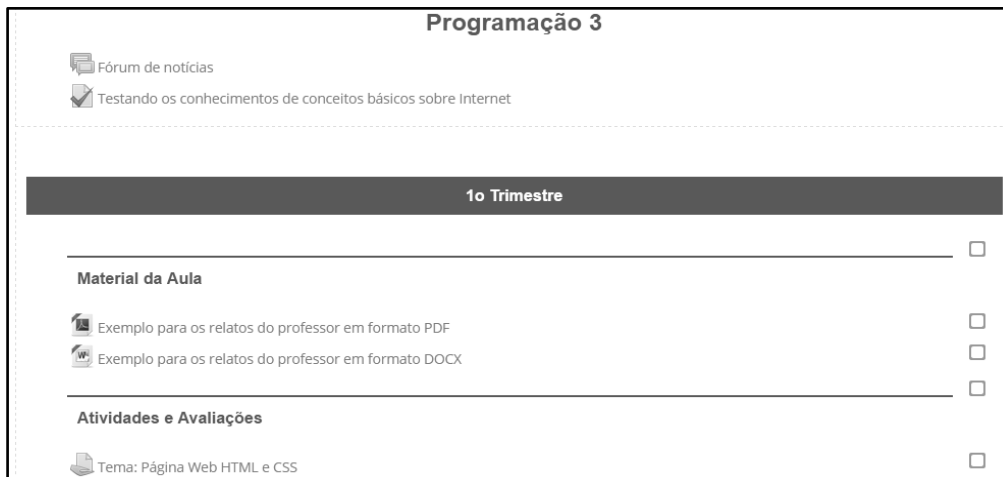 Programação 3
Fórum de notícias
Testando os conhecimentos de conceitos básicos sobre Internet
1o Trimestre
Material da Aula
Exemplo para os relatos do professor em formato PDF
Exemplo para os relatos do professor em formato DOCX
Atividades e Avaliações
Tema: Página Web HTML e CSS